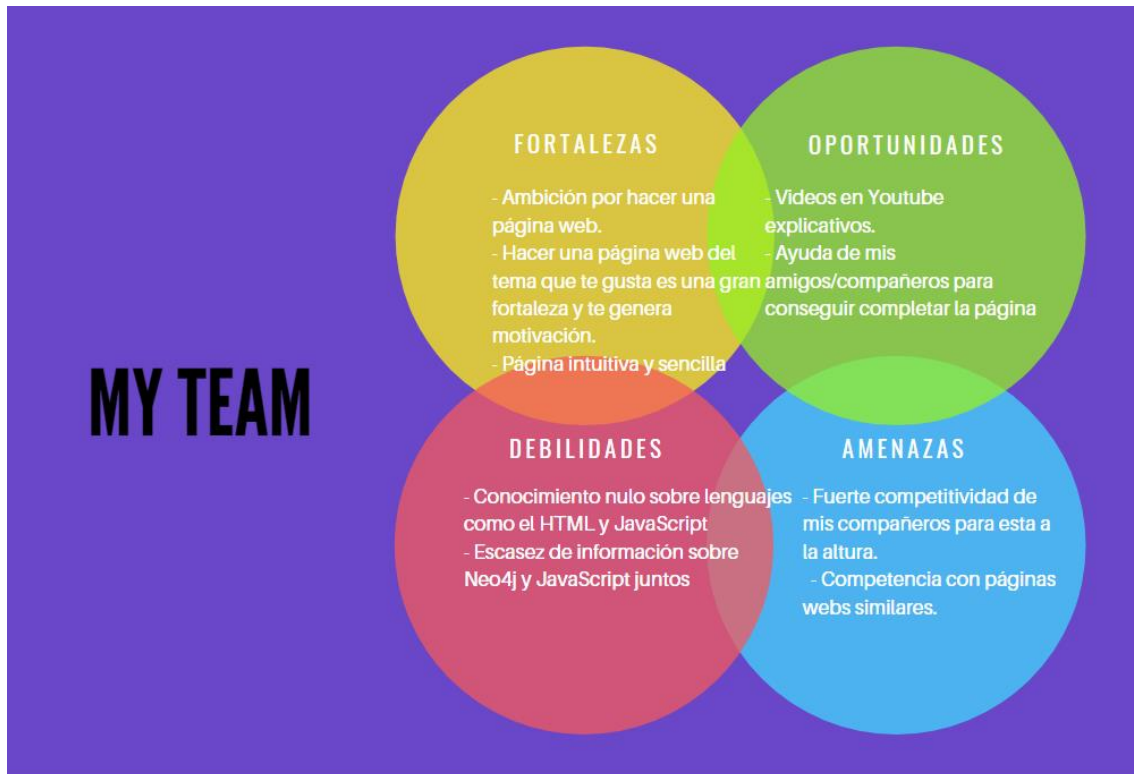 MY TEAM
FORTALEZAS
- Ambición por hacer una
página web.
- Hacer una página web del
tema que te gusta es una gran
fortaleza y te genera
motivación.
- Página intuitiva y sencilla
OPORTUNIDADES
- Videos en Youtube
explicativos.
- Ayuda de mis
amigos/compañeros para
conseguir completar la página
DEBILIDADES
- Conocimiento nulo sobre lenguajes
como el HTML y JavaScript
- Escasez de información sobre
Neo4j y JavaScript juntos
AMENAZAS
- Fuerte competitividad de
mis compañeros para esta a
la altura.
- Competencia con páginas
webs similares.